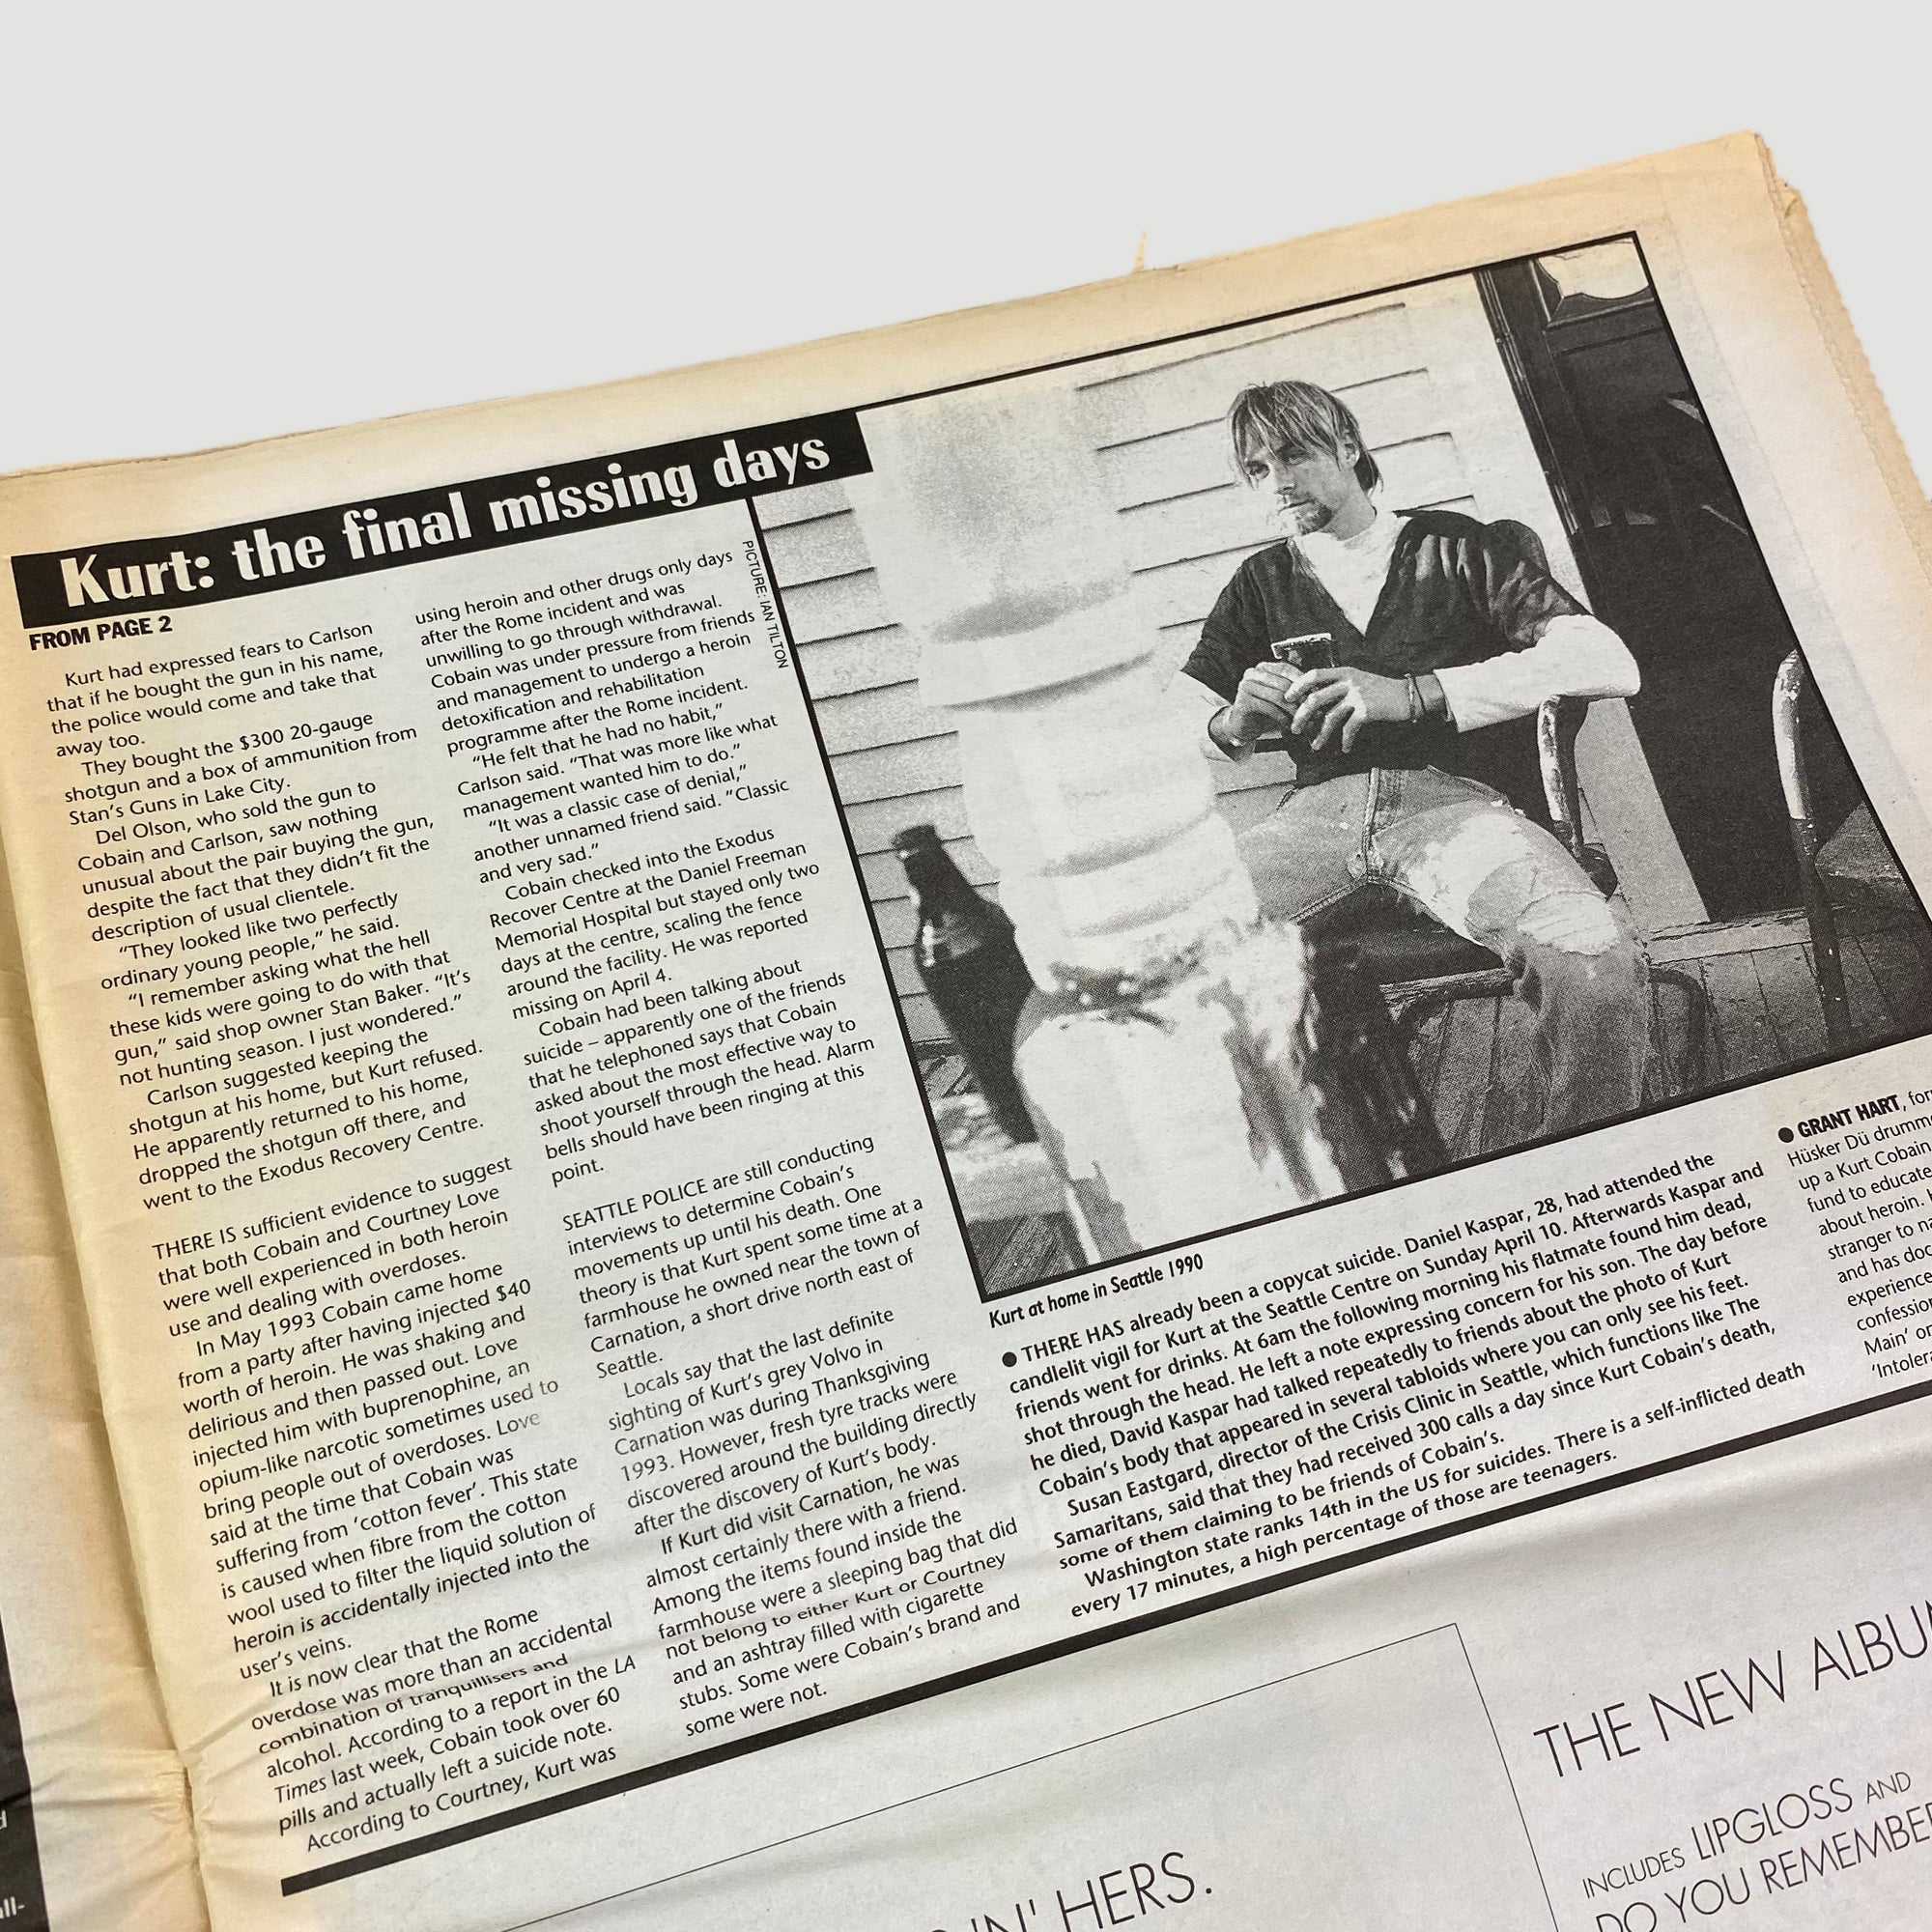 Kurt: the final missing days
FROM PAGE 2
Kurt had expressed fears to Carlson
that if he bought the gun in his name,
the police would come and take that
away too.
They bought the $300 20-gauge
shotgun and a box of ammunition from
Stan's Guns in Lake City.
Del Olson, who sold the gun to
Cobain and Carlson, saw nothing
unusual about the pair buying the gun,
despite the fact that they didn't fit the
description of usual clientele.
“They looked like two perfectly
ordinary young people,” he said.
“I remember asking what the hell
these kids were going to do with that
gun,” said shop owner Stan Baker. “It's
not hunting season. I just wondered.”
Carlson suggested keeping the
shotgun at his home, but Kurt refused.
He apparently returned to his home,
dropped the shotgun off there, and
went to the Exodus Recovery Centre.
THERE IS sufficient evidence to suggest
that both Cobain and Courtney Love
were well experienced in both heroin
use and dealing with overdoses.
In May 1993 Cobain came home
from a party after having injected $40
worth of heroin. He was shaking and
delirious and then passed out. Love
injected him with buprenophine, an
opium-like narcotic sometimes used to
bring people out of overdoses. Love
said at the time that Cobain was
suffering from ‘cotton fever’. This state
is caused when fibre from the cotton
wool used to filter the liquid solution of
heroin is accidentally injected into the
user's veins.
It is now clear that the Rome
overdose was more than an accidental
combination of tranquillisers and
alcohol. According to a report in the LA
Times last week, Cobain took over 60
pills and actually left a suicide note.
According to Courtney, Kurt was
using heroin and other drugs only days
after the Rome incident and was
unwilling to go through withdrawal.
Cobain was under pressure from friends
and management to undergo a heroin
detoxification and rehabilitation
programme after the Rome incident.
“He felt that he had no habit,”
Carlson said. “That was more like what
management wanted him to do.”
“It was a classic case of denial,”
another unnamed friend said. “Classic
and very sad.”
Cobain checked into the Exodus
Recover Centre at the Daniel Freeman
Memorial Hospital but stayed only two
days at the centre, scaling the fence
around the facility. He was reported
missing on April 4.
Cobain had been talking about
suicide – apparently one of the friends
that he telephoned says that Cobain
asked about the most effective way to
shoot yourself through the head. Alarm
bells should have been ringing at this
point.
SEATTLE POLICE are still conducting
interviews to determine Cobain's
movements up until his death. One
theory is that Kurt spent some time at a
farmhouse he owned near the town of
Carnation, a short drive north east of
Seattle.
Locals say that the last definite
sighting of Kurt's grey Volvo in
Carnation was during Thanksgiving
1993. However, fresh tyre tracks were
discovered around the building directly
after the discovery of Kurt's body.
If Kurt did visit Carnation, he was
almost certainly there with a friend.
Among the items found inside the
farmhouse were a sleeping bag that did
not belong to either Kurt or Courtney
and an ashtray filled with cigarette
stubs. Some were Cobain's brand and
some were not.
PICTURE: IAN TILTON
Kurt at home in Seattle 1990
● THERE HAS already been a copycat suicide. Daniel Kaspar, 28, had attended the
candlelit vigil for Kurt at the Seattle Centre on Sunday April 10. Afterwards Kaspar and
friends went for drinks. At 6am the following morning his flatmate found him dead,
shot through the head. He left a note expressing concern for his son. The day before
he died, David Kaspar had talked repeatedly to friends about the photo of Kurt
Cobain's body that appeared in several tabloids where you can only see his feet.
Susan Eastgard, director of the Crisis Clinic in Seattle, which functions like The
Samaritans, said that they had received 300 calls a day since Kurt Cobain's death,
some of them claiming to be friends of Cobain's.
Washington state ranks 14th in the US for suicides. There is a self-inflicted death
every 17 minutes, a high percentage of those are teenagers.
● GRANT HART, for
Hüsker Dü drumm
up a Kurt Cobain
fund to educate
about heroin.
stranger to
and has doc
experience
confession
Main’ or
‘Intolera
'N' HERS.
THE NEW ALBU
INCLUDES LIPGLOSS AND
DO YOU REMEMBE